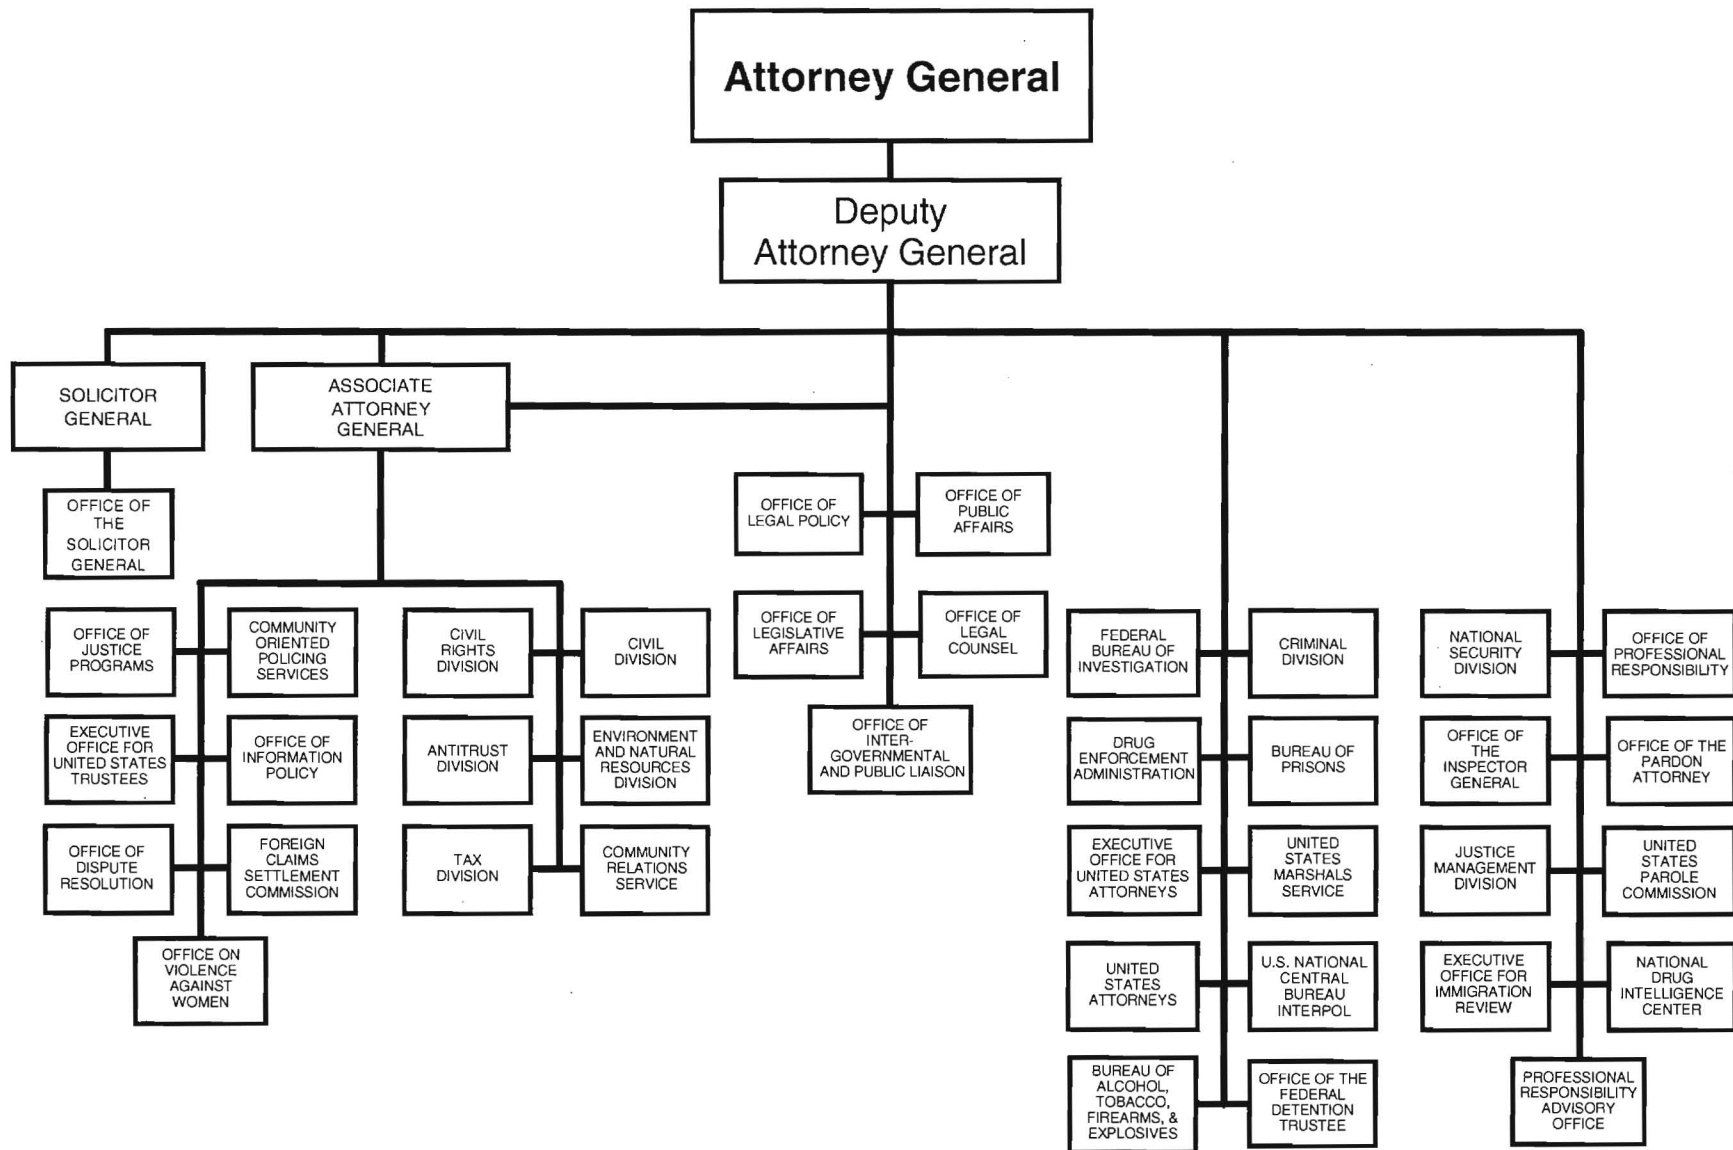 Attorney General
Deputy
Attorney General
SOLICITOR
GENERAL
ASSOCIATE
ATTORNEY
GENERAL
OFFICE OF
THE
SOLICITOR
GENERAL
OFFICE OF
LEGAL POLICY
OFFICE OF
PUBLIC
AFFAIRS
OFFICE OF
LEGISLATIVE
AFFAIRS
OFFICE OF
LEGAL
COUNSEL
OFFICE OF
INTER-
GOVERNMENTAL
AND PUBLIC LIAISON
OFFICE OF
JUSTICE
PROGRAMS
COMMUNITY
ORIENTED
POLICING
SERVICES
EXECUTIVE
OFFICE FOR
UNITED STATES
TRUSTEES
OFFICE OF
INFORMATION
POLICY
OFFICE OF
DISPUTE
RESOLUTION
FOREIGN
CLAIMS
SETTLEMENT
COMMISSION
OFFICE ON
VIOLENCE
AGAINST
WOMEN
CIVIL
RIGHTS
DIVISION
CIVIL
DIVISION
ANTITRUST
DIVISION
ENVIRONMENT
AND NATURAL
RESOURCES
DIVISION
TAX
DIVISION
COMMUNITY
RELATIONS
SERVICE
FEDERAL
BUREAU OF
INVESTIGATION
CRIMINAL
DIVISION
DRUG
ENFORCEMENT
ADMINISTRATION
BUREAU OF
PRISONS
EXECUTIVE
OFFICE FOR
UNITED STATES
ATTORNEYS
UNITED
STATES
MARSHALS
SERVICE
UNITED
STATES
ATTORNEYS
U.S. NATIONAL
CENTRAL
BUREAU
INTERPOL
BUREAU OF
ALCOHOL,
TOBACCO,
FIREARMS, &
EXPLOSIVES
OFFICE OF THE
FEDERAL
DETENTION
TRUSTEE
NATIONAL
SECURITY
DIVISION
OFFICE OF
PROFESSIONAL
RESPONSIBILITY
OFFICE OF
THE
INSPECTOR
GENERAL
OFFICE OF THE
PARDON
ATTORNEY
JUSTICE
MANAGEMENT
DIVISION
UNITED
STATES
PAROLE
COMMISSION
EXECUTIVE
OFFICE FOR
IMMIGRATION
REVIEW
NATIONAL
DRUG
INTELLIGENCE
CENTER
PROFESSIONAL
RESPONSIBILITY
ADVISORY
OFFICE